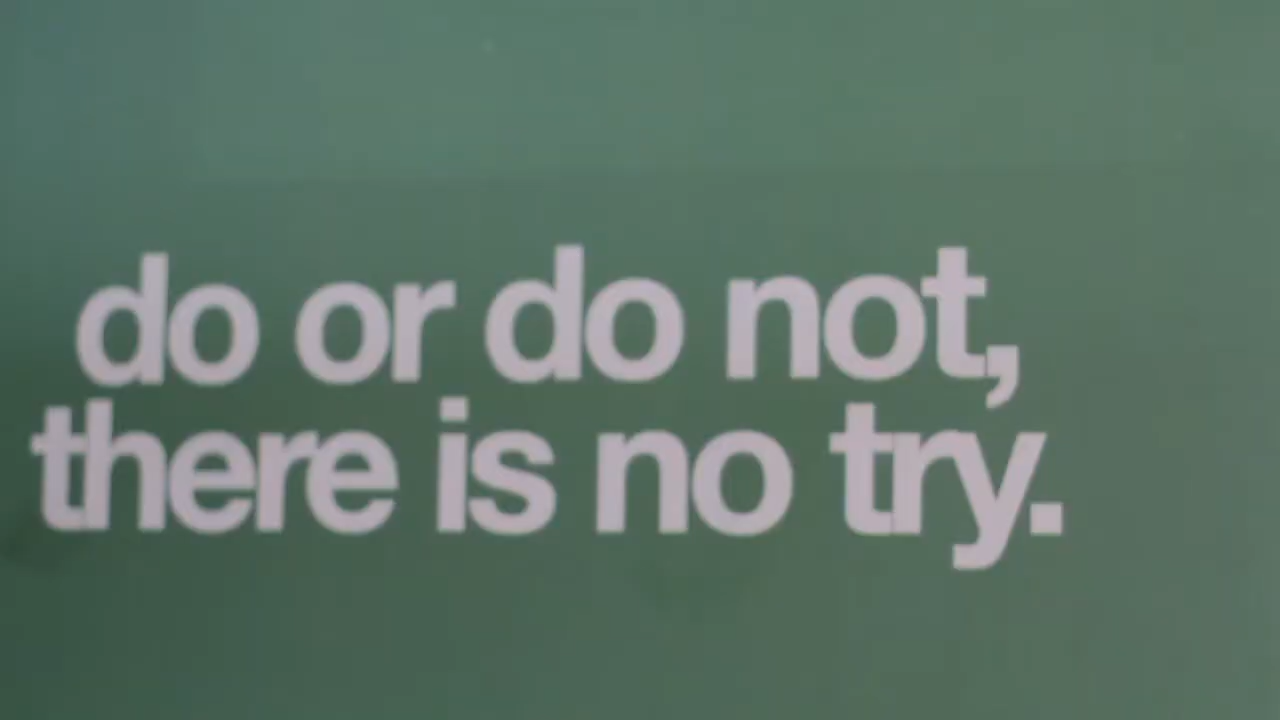 do or do not,
there is no try.